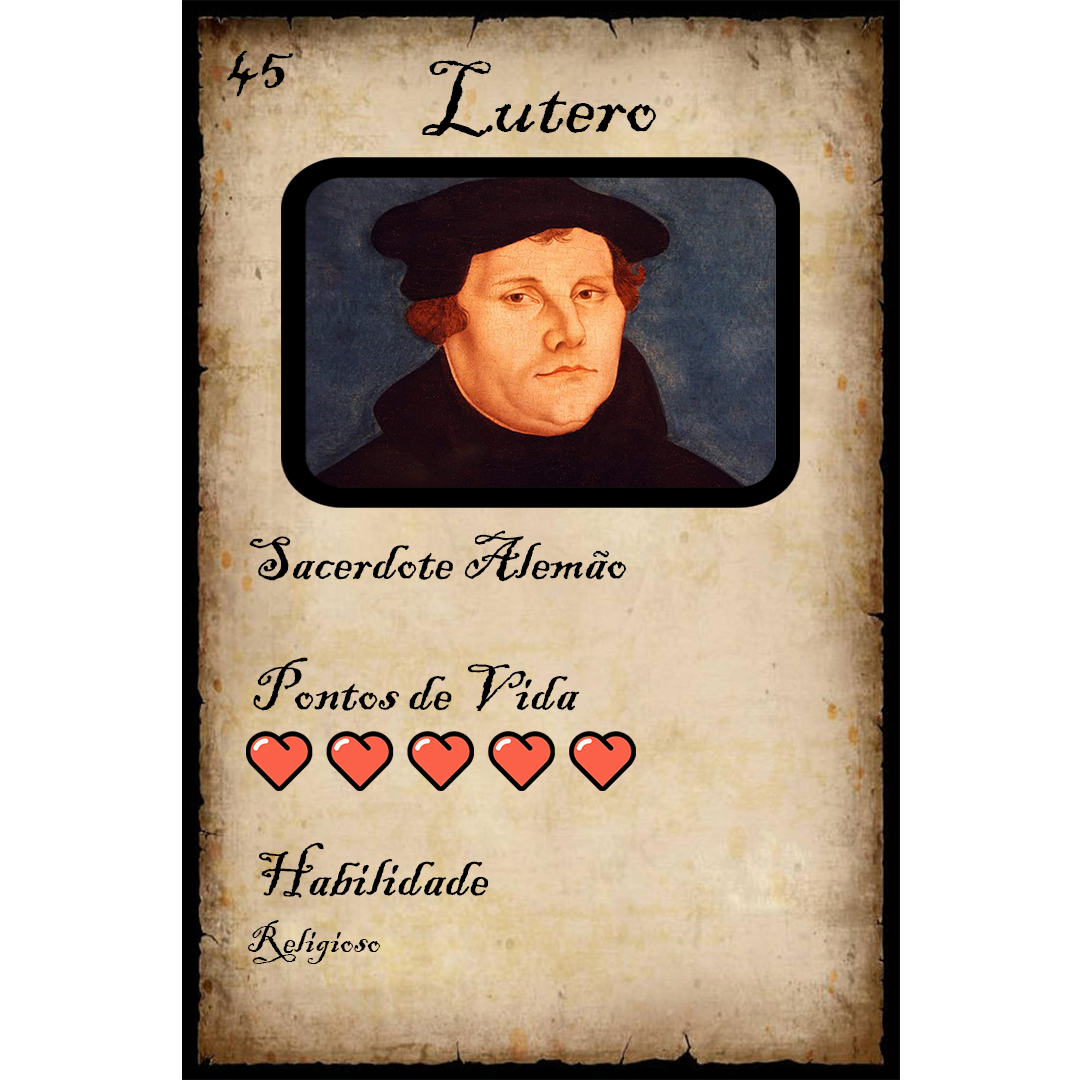 45
Lutero
Sacerdote Alemão
Pontos de Vida
Habilidade
Religioso